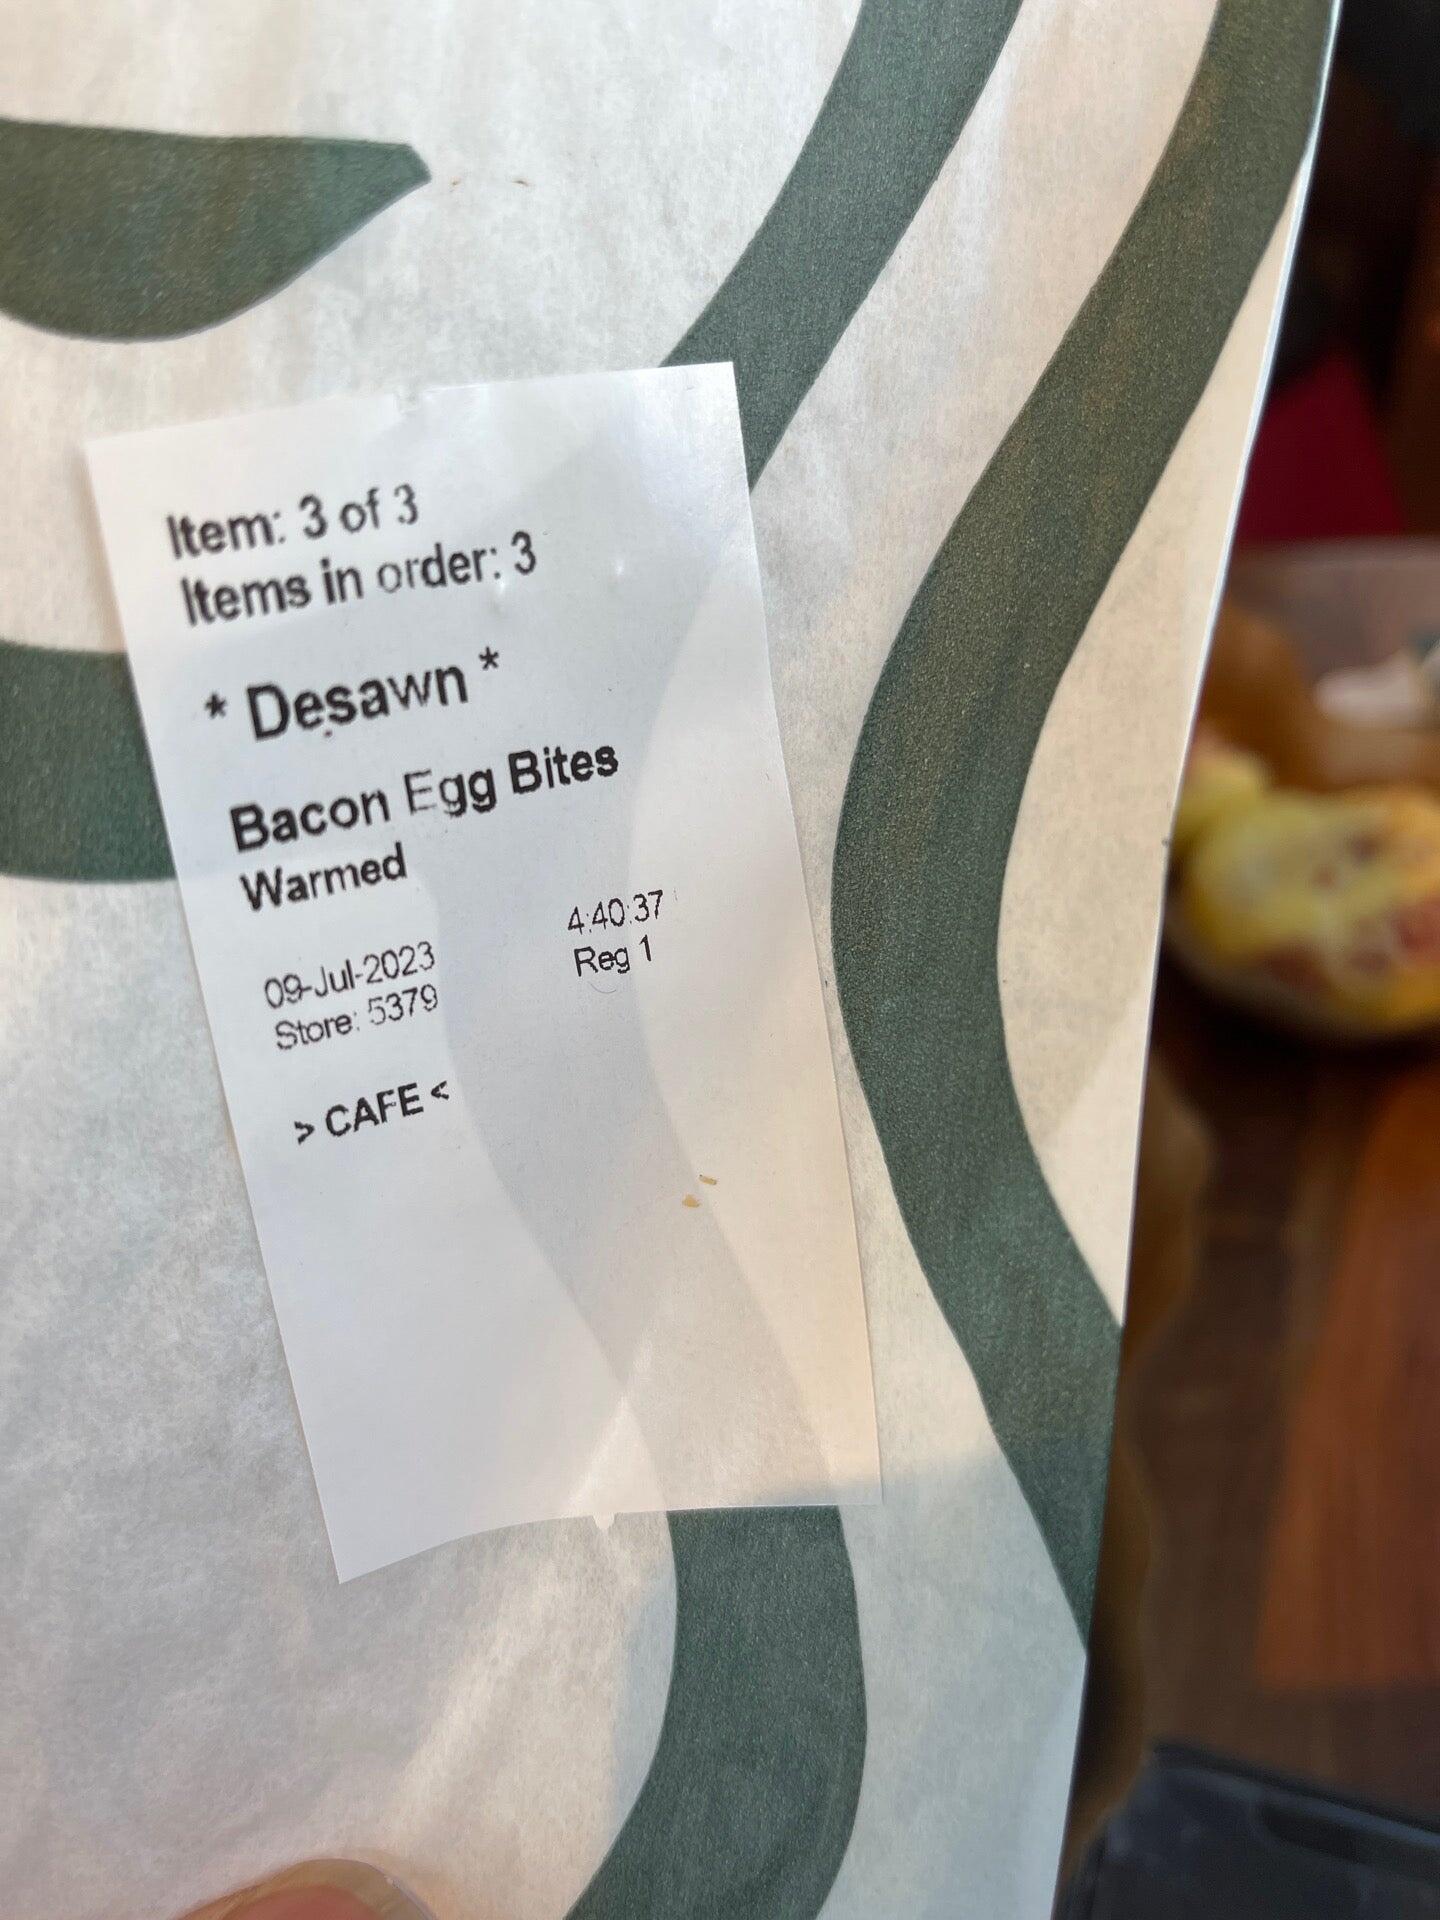 Item: 3 of 3
Items in order: 3
* Desawn *
Bacon Egg Bites
Warmed
09-Jul-2023 4:40:37
Store: 5379 Reg 1
> CAFE <